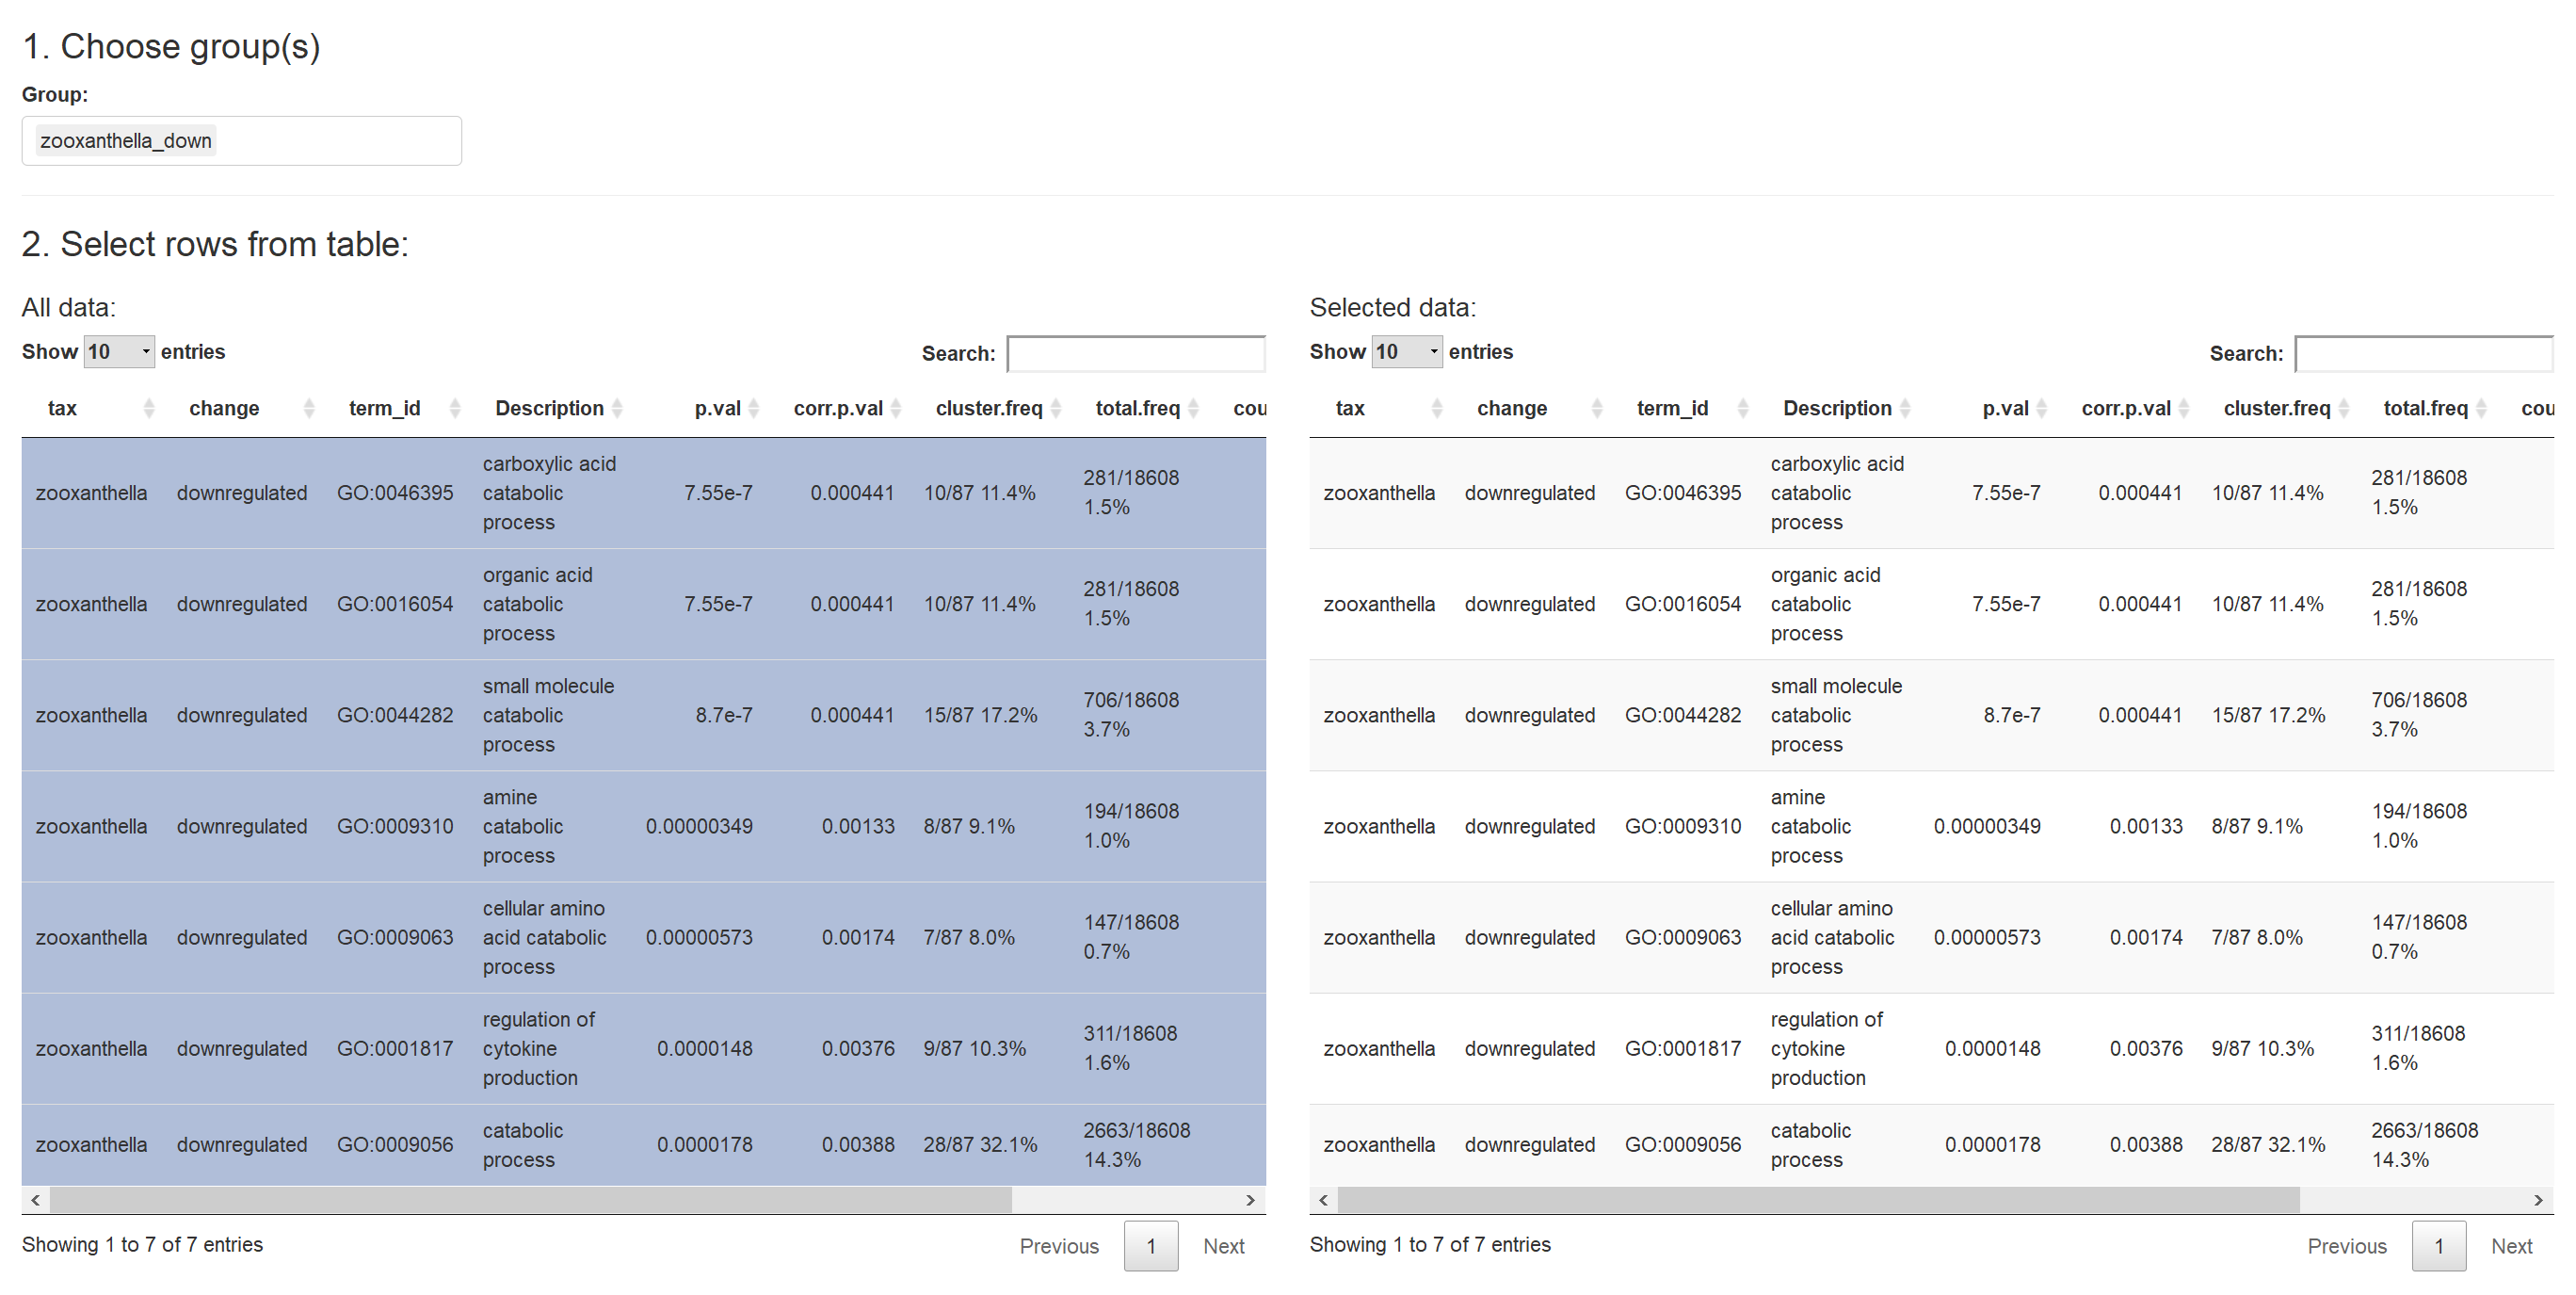 1. Choose group(s)
Group:
zooxanthella_down
2. Select rows from table:
All data:
Show 10 entries
Search:
tax change term_id Description p.val corr.p.val cluster.freq total.freq cou
zooxanthella downregulated GO:0046395 carboxylic acid catabolic process 7.55e-7 0.000441 10/87 11.4% 281/18608 1.5%
zooxanthella downregulated GO:0016054 organic acid catabolic process 7.55e-7 0.000441 10/87 11.4% 281/18608 1.5%
zooxanthella downregulated GO:0044282 small molecule catabolic process 8.7e-7 0.000441 15/87 17.2% 706/18608 3.7%
zooxanthella downregulated GO:0009310 amine catabolic process 0.00000349 0.00133 8/87 9.1% 194/18608 1.0%
zooxanthella downregulated GO:0009063 cellular amino acid catabolic process 0.00000573 0.00174 7/87 8.0% 147/18608 0.7%
zooxanthella downregulated GO:0001817 regulation of cytokine production 0.0000148 0.00376 9/87 10.3% 311/18608 1.6%
zooxanthella downregulated GO:0009056 catabolic process 0.0000178 0.00388 28/87 32.1% 2663/18608 14.3%
Showing 1 to 7 of 7 entries
Previous 1 Next
Selected data:
Show 10 entries
Search:
tax change term_id Description p.val corr.p.val cluster.freq total.freq cou
zooxanthella downregulated GO:0046395 carboxylic acid catabolic process 7.55e-7 0.000441 10/87 11.4% 281/18608 1.5%
zooxanthella downregulated GO:0016054 organic acid catabolic process 7.55e-7 0.000441 10/87 11.4% 281/18608 1.5%
zooxanthella downregulated GO:0044282 small molecule catabolic process 8.7e-7 0.000441 15/87 17.2% 706/18608 3.7%
zooxanthella downregulated GO:0009310 amine catabolic process 0.00000349 0.00133 8/87 9.1% 194/18608 1.0%
zooxanthella downregulated GO:0009063 cellular amino acid catabolic process 0.00000573 0.00174 7/87 8.0% 147/18608 0.7%
zooxanthella downregulated GO:0001817 regulation of cytokine production 0.0000148 0.00376 9/87 10.3% 311/18608 1.6%
zooxanthella downregulated GO:0009056 catabolic process 0.0000178 0.00388 28/87 32.1% 2663/18608 14.3%
Showing 1 to 7 of 7 entries
Previous 1 Next